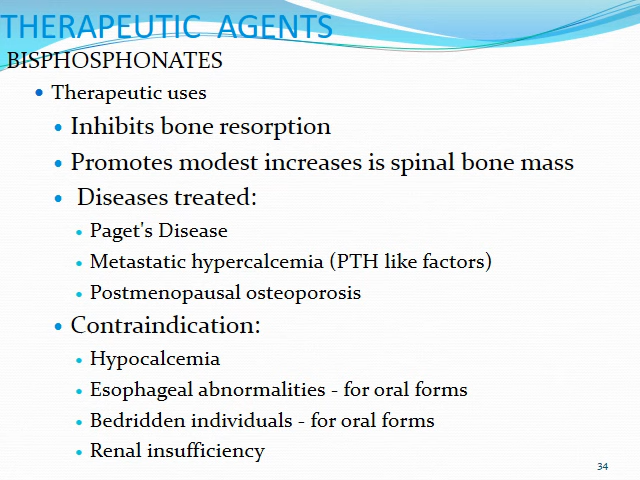 THERAPEUTIC AGENTS
BISPHOSPHONATES
• Therapeutic uses
• Inhibits bone resorption
• Promotes modest increases is spinal bone mass
• Diseases treated:
• Paget's Disease
• Metastatic hypercalcemia (PTH like factors)
• Postmenopausal osteoporosis
• Contraindication:
• Hypocalcemia
• Esophageal abnormalities - for oral forms
• Bedridden individuals - for oral forms
• Renal insufficiency
34